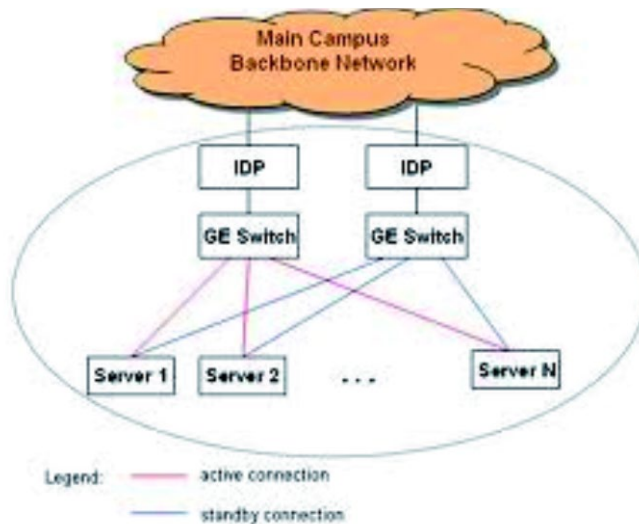 Main Campus
Backbone Network
IDP
IDP
GE Switch
GE Switch
Server 1
Server 2
. . .
Server N
Legend:
active connection
standby connection